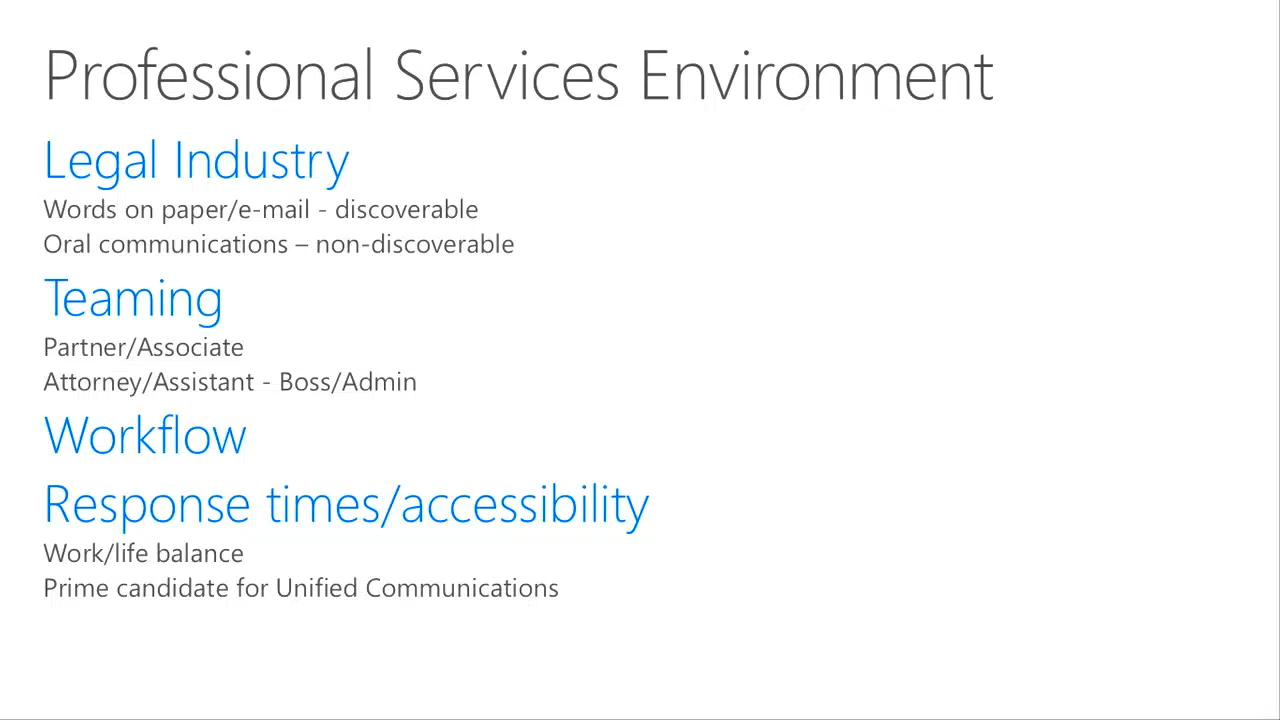 Professional Services Environment
Legal Industry
Words on paper/e-mail - discoverable
Oral communications – non-discoverable
Teaming
Partner/Associate
Attorney/Assistant - Boss/Admin
Workflow
Response times/accessibility
Work/life balance
Prime candidate for Unified Communications